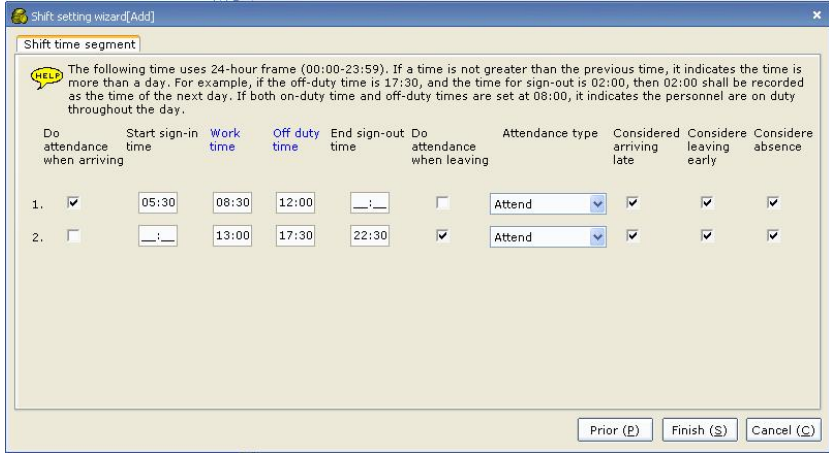 Shift setting wizard[Add]
Shift time segment
HELP
The following time uses 24-hour frame (00:00-23:59). If a time is not greater than the previous time, it indicates the time is
more than a day. For example, if the off-duty time is 17:30, and the time for sign-out is 02:00, then 02:00 shall be recorded
as the time of the next day. If both on-duty time and off-duty times are set at 08:00, it indicates the personnel are on duty
throughout the day.
Do Start sign-in Work Off duty End sign-out Do Attendance type Considered Considere Considere
attendance time time time time attendance arriving leaving absence
when arriving when leaving late early
1. 05:30 08:30 12:00 __:__ Attend
2. __:__ 13:00 17:30 22:30 Attend
Prior (P) Finish (S) Cancel (C)